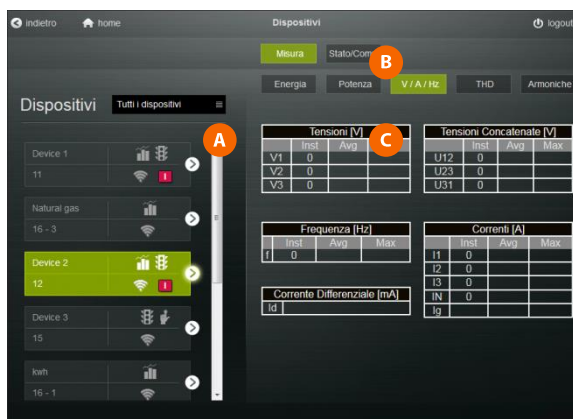 indietro home Dispositivi logout
Misura Stato/Com B
Energia Potenza V / A / Hz THD Armoniche
Dispositivi Tutti i dispositivi
A
Device 1
11 I
Natural gas
16 - 3
Device 2
12 I
Device 3
15
kwh
16 - 1
C
Tensioni [V]
Inst Avg
V1 0
V2 0
V3 0
Tensioni Concatenate [V]
Inst Avg Max
U12 0
U23 0
U31 0
Frequenza [Hz]
Inst Avg Max
f 0
Corrente Differenziale [mA]
Id
Correnti [A]
Inst Avg Max
I1 0
I2 0
I3 0
IN 0
Ig